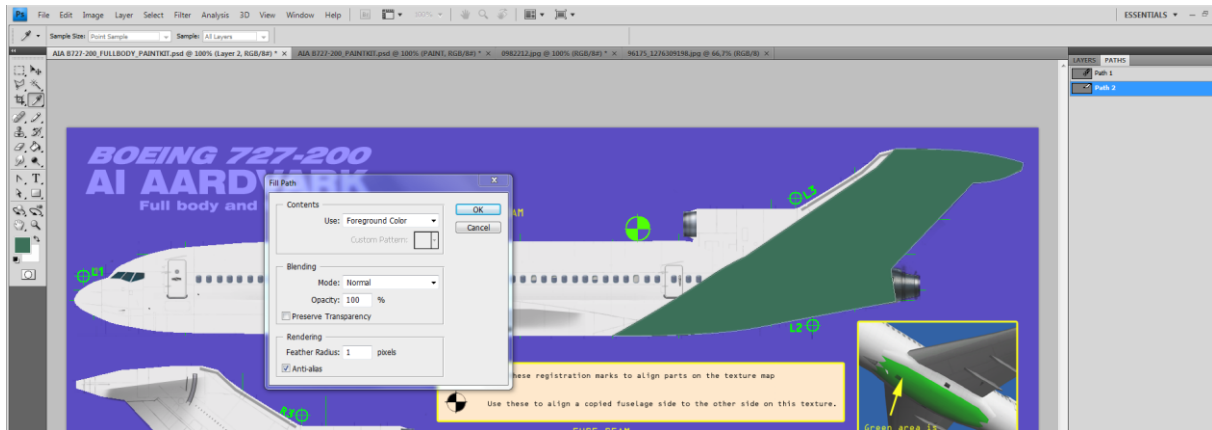 Ps File Edit Image Layer Select Filter Analysis 3D View Window Help 100% ESSENTIALS
Sample Size: Point Sample Sample: All Layers
AIA B727-200_FULLBODY_PAINTKIT.psd @ 100% (Layer 2, RGB/8#) * × AIA B727-200_PAINTKIT.psd @ 100% (PAINT, RGB/8#) * × 0982212.jpg @ 100% (RGB/8#) * × 96175_1276309198.jpg @ 66,7% (RGB/8) ×
LAYERS PATHS
Path 1
Path 2
BOEING 727-200
AI AARDVARK
Full body and
Fill Path
Contents
Use: Foreground Color
Custom Pattern:
OK
Cancel
Blending
Mode: Normal
Opacity: 100 %
Preserve Transparency
Rendering
Feather Radius: 1 pixels
Anti-alias
L3
L2
R3
hese registration marks to align parts on the texture map
Use these to align a copied fuselage side to the other side on this texture.
Green area is